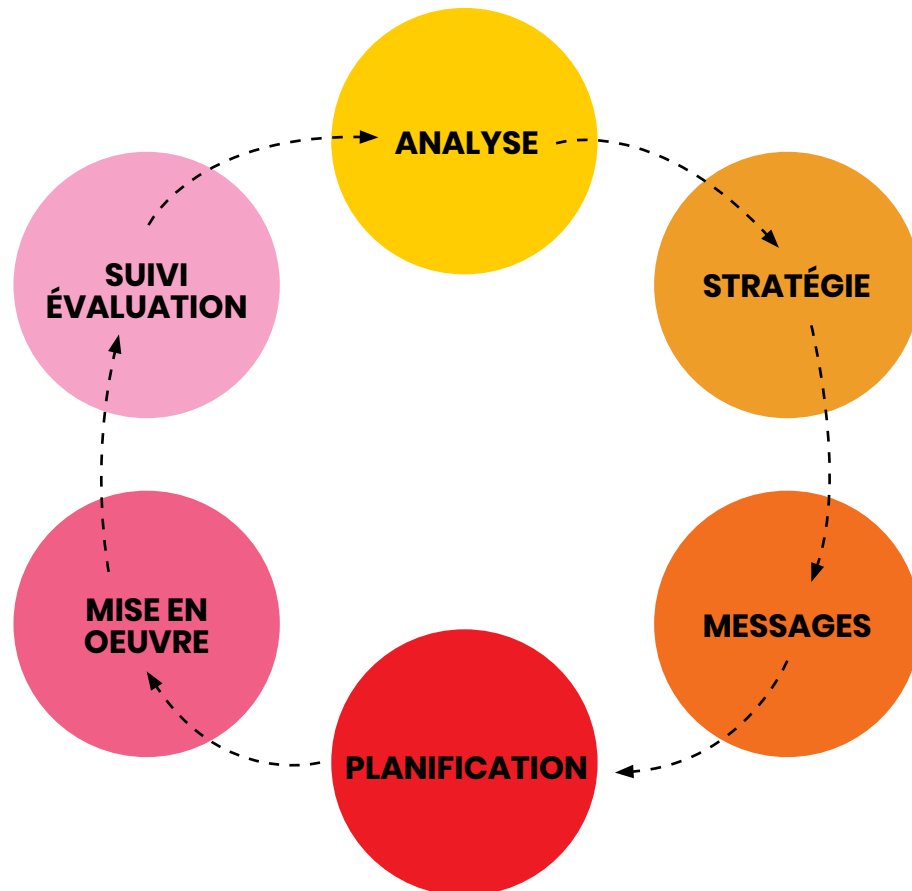 ANALYSE
STRATÉGIE
MESSAGES
PLANIFICATION
MISE EN
OEUVRE
SUIVI
ÉVALUATION